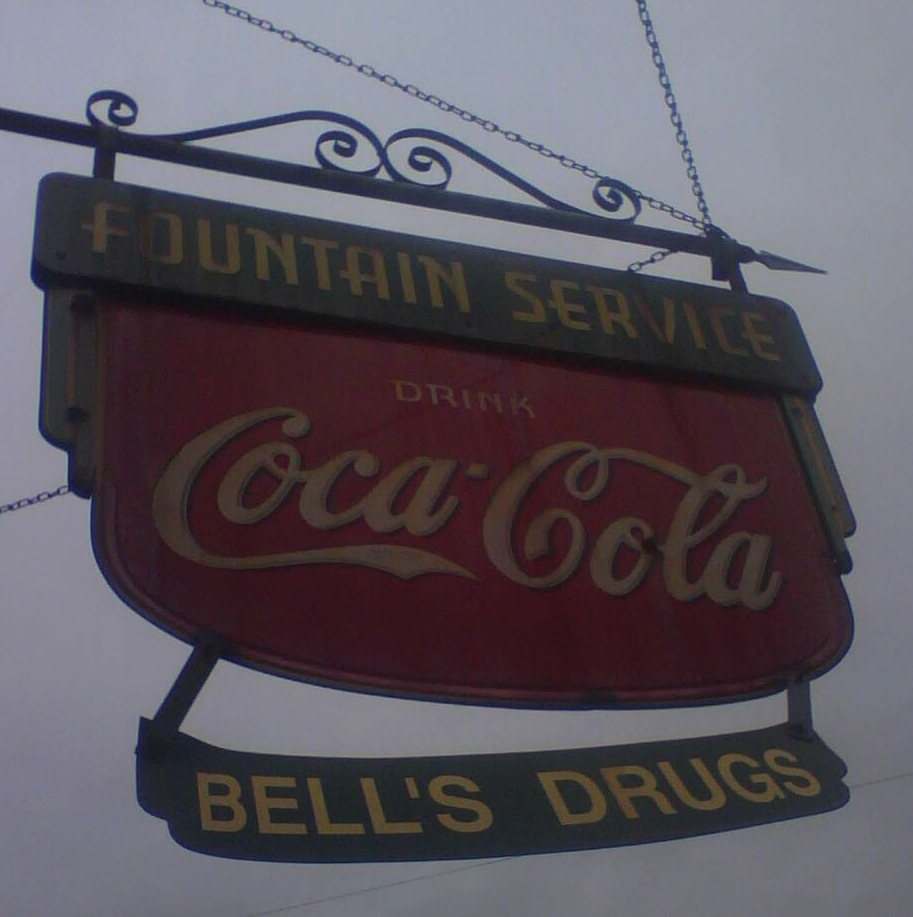 FOUNTAIN SERVICE
DRINK
Coca-Cola
BELL'S DRUGS